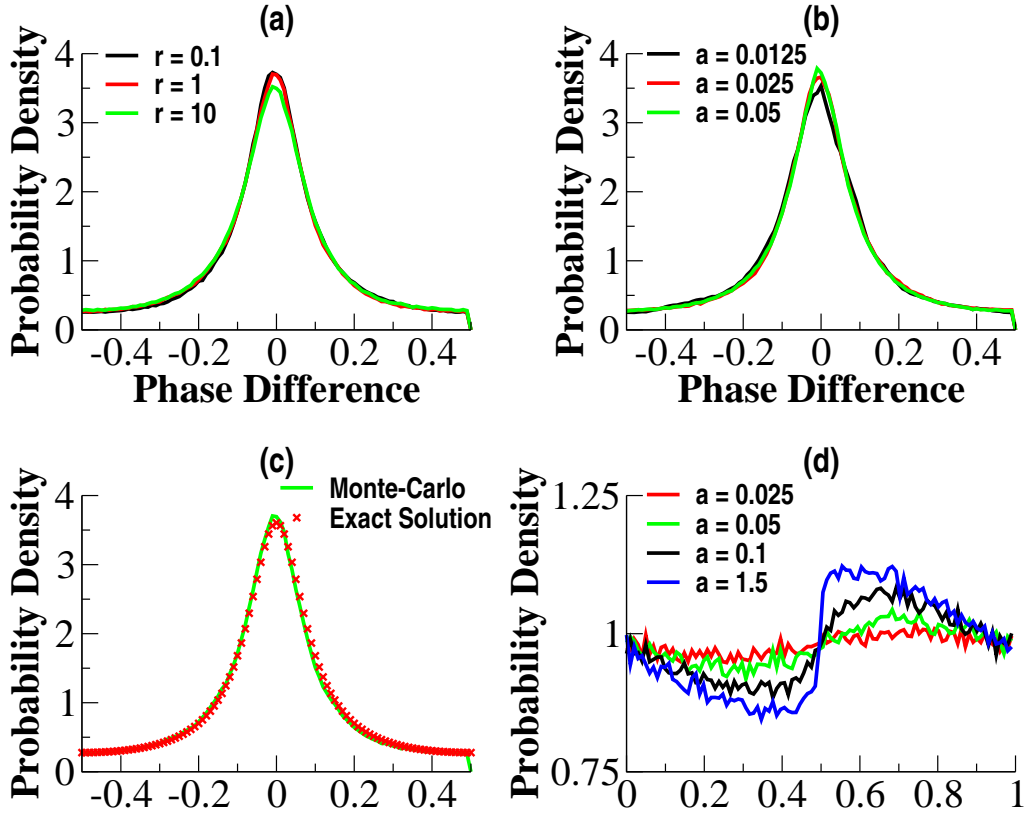 (a)
Probability Density
4
3
2
1
0
r = 0.1
r = 1
r = 10
-0.4 -0.2 0 0.2 0.4
Phase Difference
(b)
Probability Density
4
3
2
1
0
a = 0.0125
a = 0.025
a = 0.05
-0.4 -0.2 0 0.2 0.4
Phase Difference
(c)
Probability Density
4
3
2
1
0
Monte-Carlo
Exact Solution
-0.4 -0.2 0 0.2 0.4
(d)
Probability Density
1.25
1
0.75
a = 0.025
a = 0.05
a = 0.1
a = 1.5
0 0.2 0.4 0.6 0.8 1